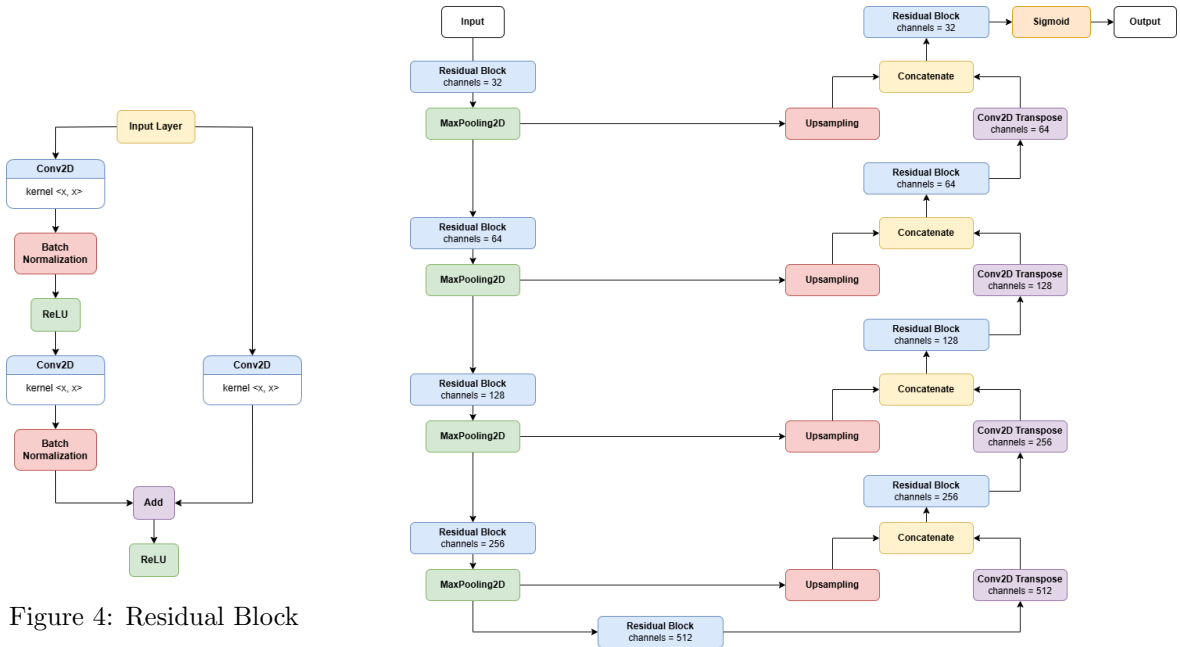 Input Layer
Conv2D
kernel <x, x>
Batch
Normalization
ReLU
Conv2D
kernel <x, x>
Batch
Normalization
Conv2D
kernel <x, x>
Add
ReLU
Figure 4: Residual Block
Input
Residual Block
channels = 32
MaxPooling2D
Residual Block
channels = 64
MaxPooling2D
Residual Block
channels = 128
MaxPooling2D
Residual Block
channels = 256
MaxPooling2D
Residual Block
channels = 512
Conv2D Transpose
channels = 512
Upsampling
Concatenate
Residual Block
channels = 256
Conv2D Transpose
channels = 256
Upsampling
Concatenate
Residual Block
channels = 128
Conv2D Transpose
channels = 128
Upsampling
Concatenate
Residual Block
channels = 64
Conv2D Transpose
channels = 64
Upsampling
Concatenate
Residual Block
channels = 32
Sigmoid
Output